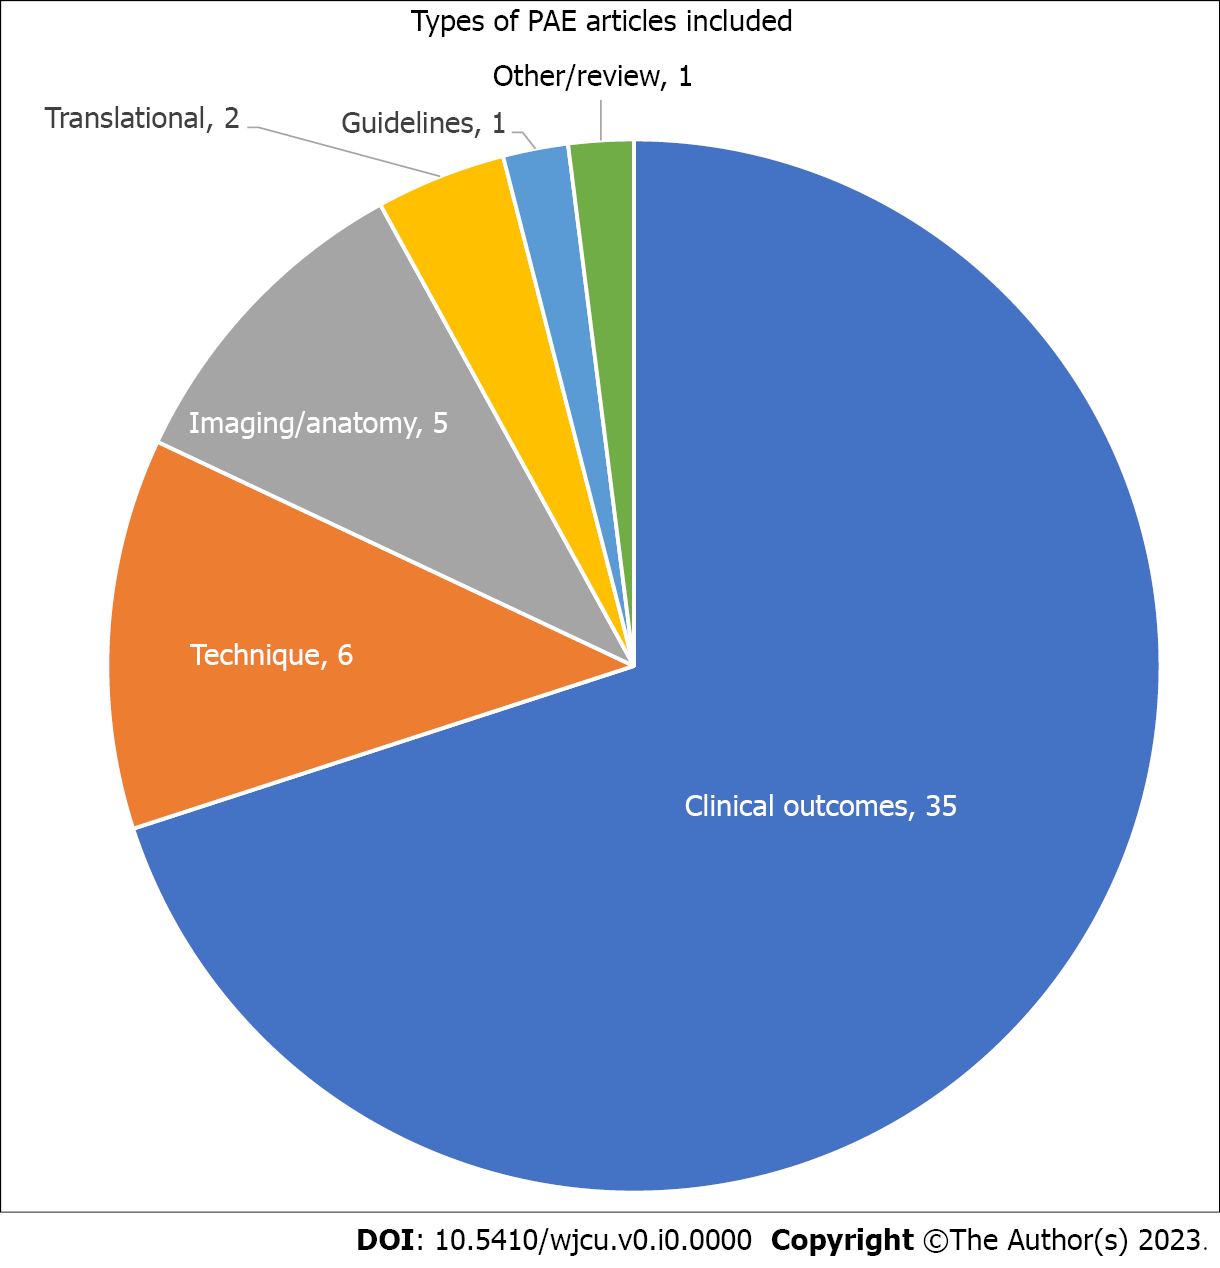 Types of PAE articles included
Other/review, 1
Translational, 2
Guidelines, 1
Imaging/anatomy, 5
Technique, 6
Clinical outcomes, 35
DOI: 10.5410/wjcu.v0.i0.0000 Copyright ©The Author(s) 2023.